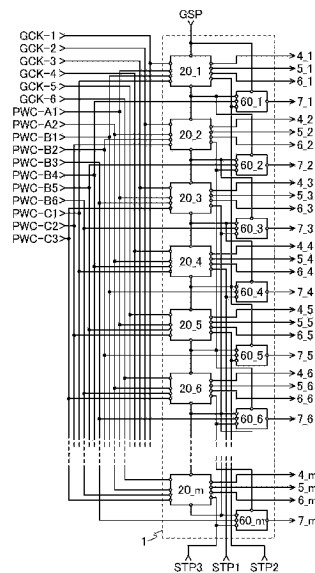 GSP
GCK-1
GCK-2
GCK-3
GCK-4
GCK-5
GCK-6
PWC-A1
PWC-A2
PWC-B1
PWC-B2
PWC-B3
PWC-B4
PWC-B5
PWC-B6
PWC-C1
PWC-C2
PWC-C3
20_1
4_1
5_1
6_1
60_1
7_1
20_2
4_2
5_2
6_2
60_2
7_2
20_3
4_3
5_3
6_3
60_3
7_3
20_4
4_4
5_4
6_4
60_4
7_4
20_5
4_5
5_5
6_5
60_5
7_5
20_6
4_6
5_6
6_6
60_6
7_6
20_m
4_m
5_m
6_m
60_m
7_m
1
STP3 STP1 STP2